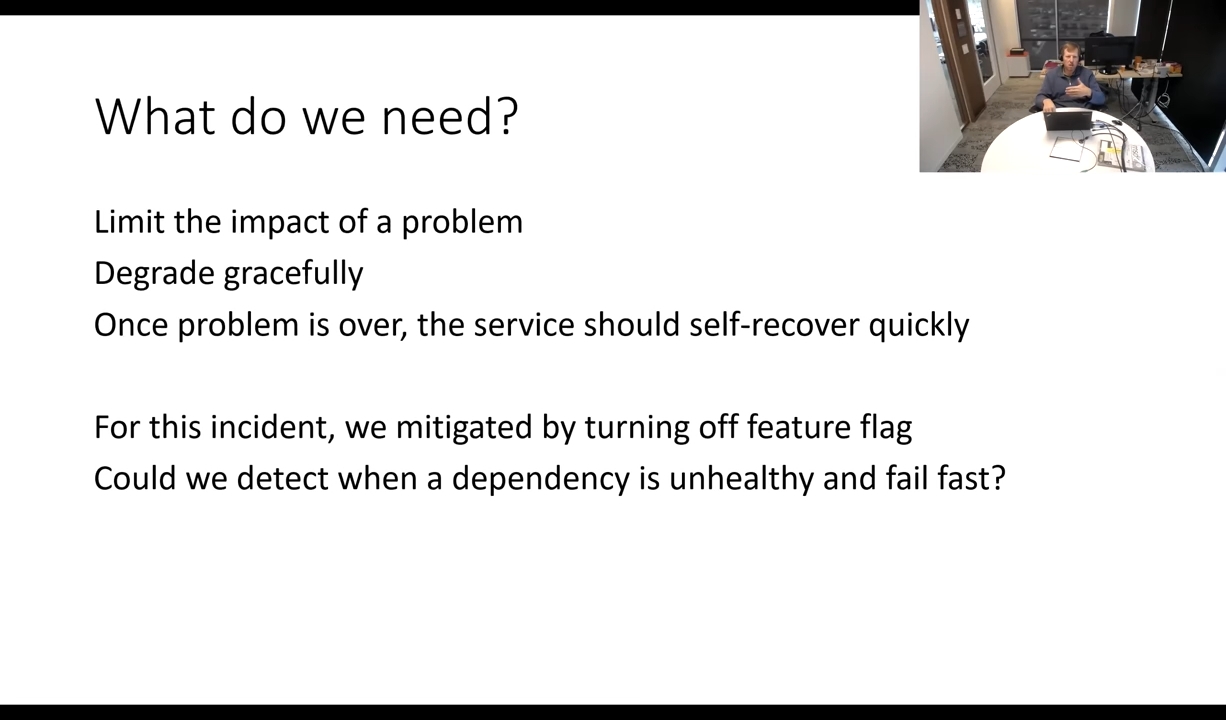 What do we need?
Limit the impact of a problem
Degrade gracefully
Once problem is over, the service should self-recover quickly
For this incident, we mitigated by turning off feature flag
Could we detect when a dependency is unhealthy and fail fast?